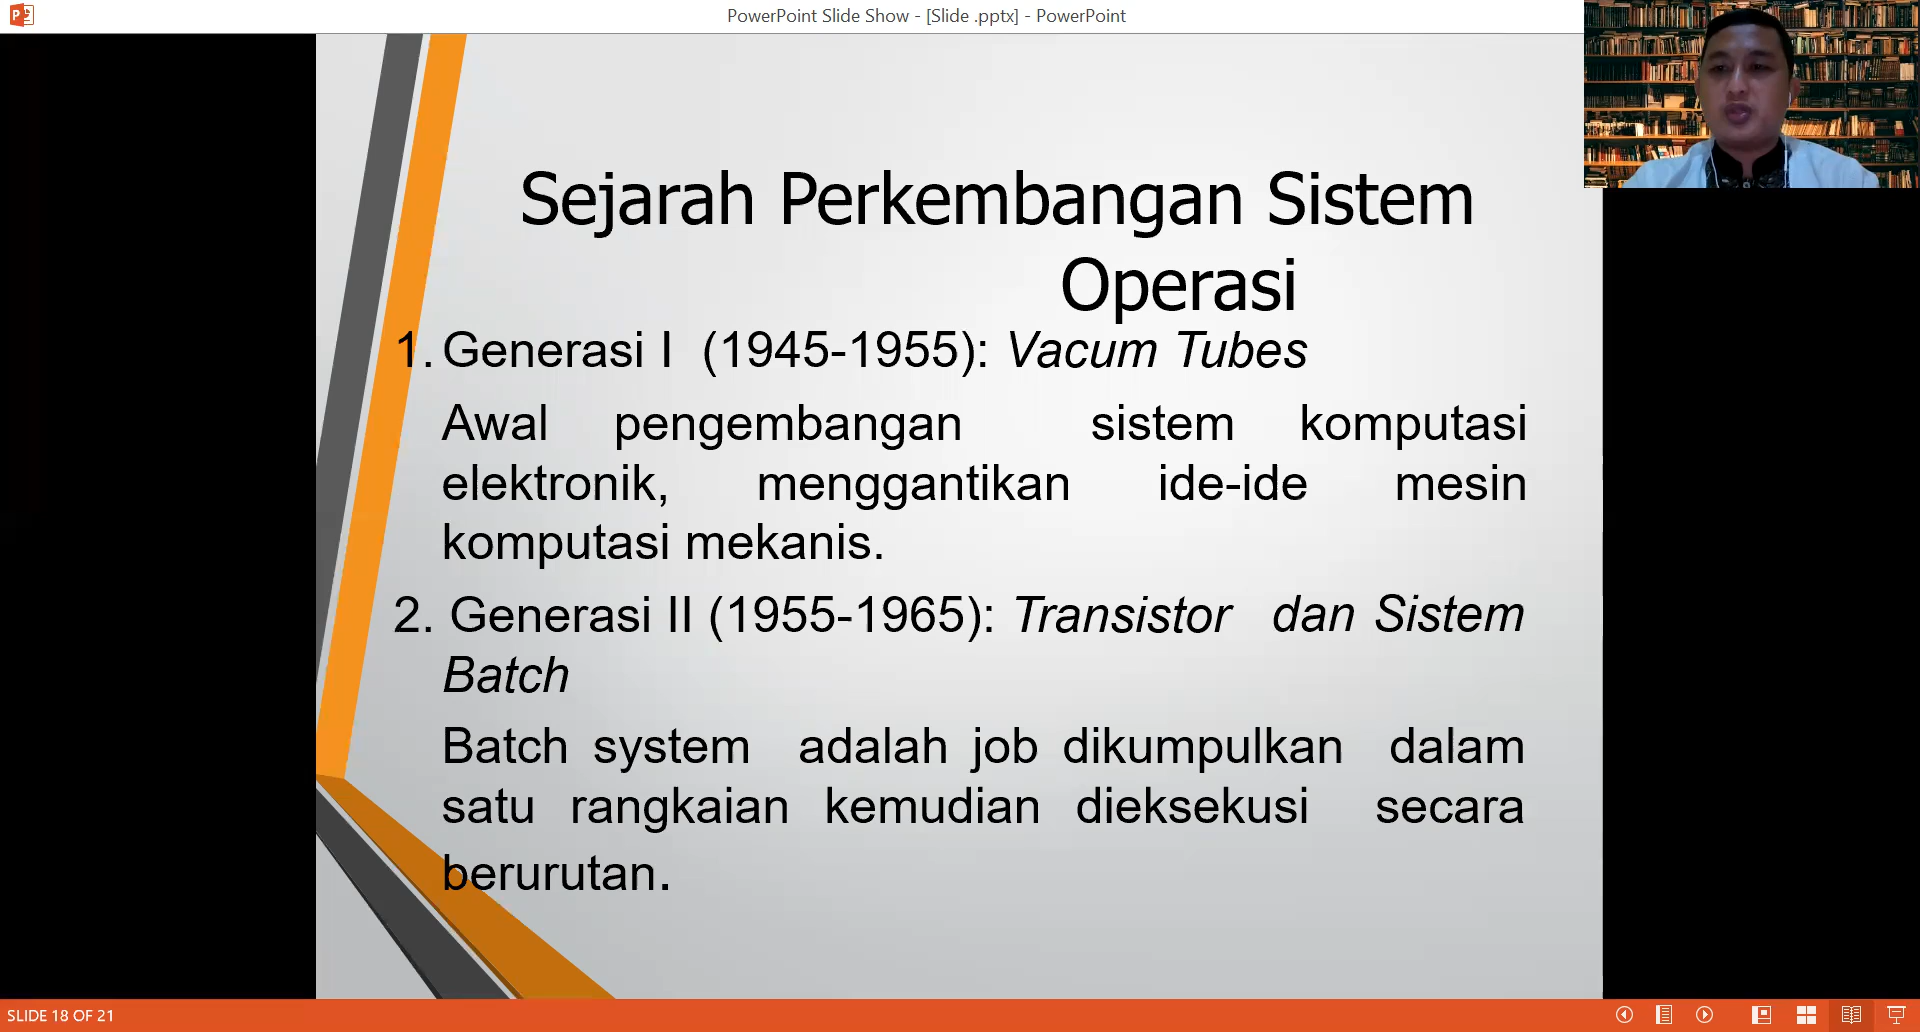 PowerPoint Slide Show - [Slide .pptx] - PowerPoint
Sejarah Perkembangan Sistem
Operasi
1. Generasi I (1945-1955): Vacum Tubes
Awal pengembangan sistem komputasi
elektronik, menggantikan ide-ide mesin
komputasi mekanis.
2. Generasi II (1955-1965): Transistor dan Sistem
Batch
Batch system adalah job dikumpulkan dalam
satu rangkaian kemudian dieksekusi secara
berurutan.
SLIDE 18 OF 21